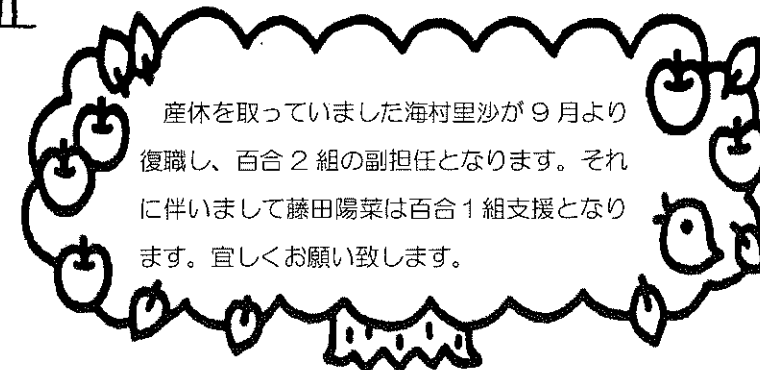 産休を取っていました海村里沙が9月より
復職し、百合2組の副担任となります。それ
に伴いまして藤田陽菜は百合1組支援となり
ます。宜しくお願い致します。